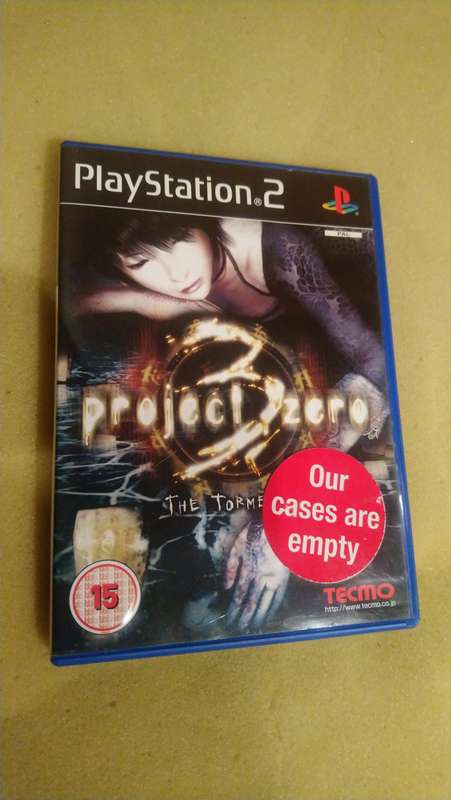 PlayStation®2
PAL
3
project zero
THE TORME
Our
cases are
empty
15
TECMO
http://www.tecmo.co.jp